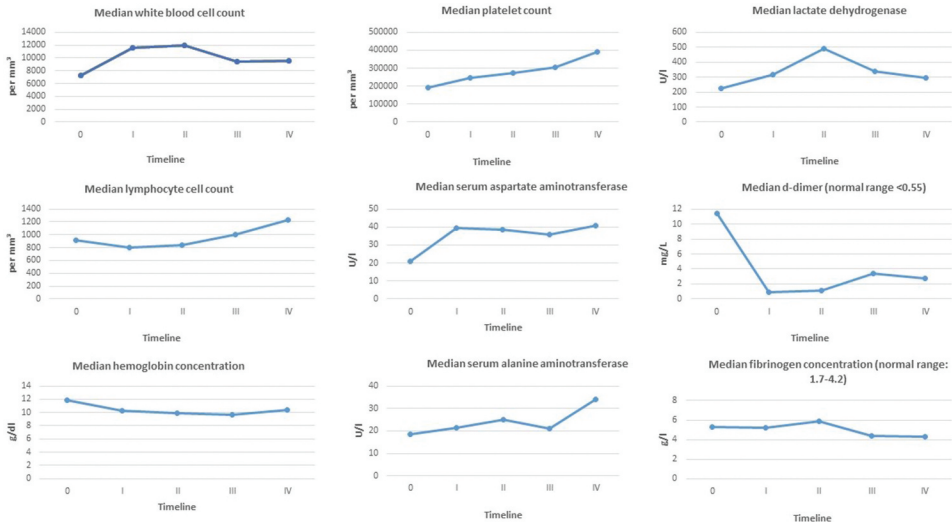 Median white blood cell count
per mm³
14000
12000
10000
8000
6000
4000
2000
0
0 I II III IV
Timeline
Median platelet count
per mm³
500000
400000
300000
200000
100000
0
0 I II III IV
Timeline
Median lactate dehydrogenase
U/l
600
500
400
300
200
100
0
0 I II III IV
Timeline
Median lymphocyte cell count
per mm³
1400
1200
1000
800
600
400
200
0
0 I II III IV
Timeline
Median serum aspartate aminotransferase
U/l
50
40
30
20
10
0
0 I II III IV
Timeline
Median d-dimer (normal range <0.55)
mg/L
12
10
8
6
4
2
0
0 I II III IV
Timeline
Median hemoglobin concentration
g/dl
14
12
10
8
6
4
2
0
0 I II III IV
Timeline
Median serum alanine aminotransferase
U/l
40
30
20
10
0
0 I II III IV
Timeline
Median fibrinogen concentration (normal range:
1.7-4.2)
g/l
8
6
4
2
0
0 I II III IV
Timeline